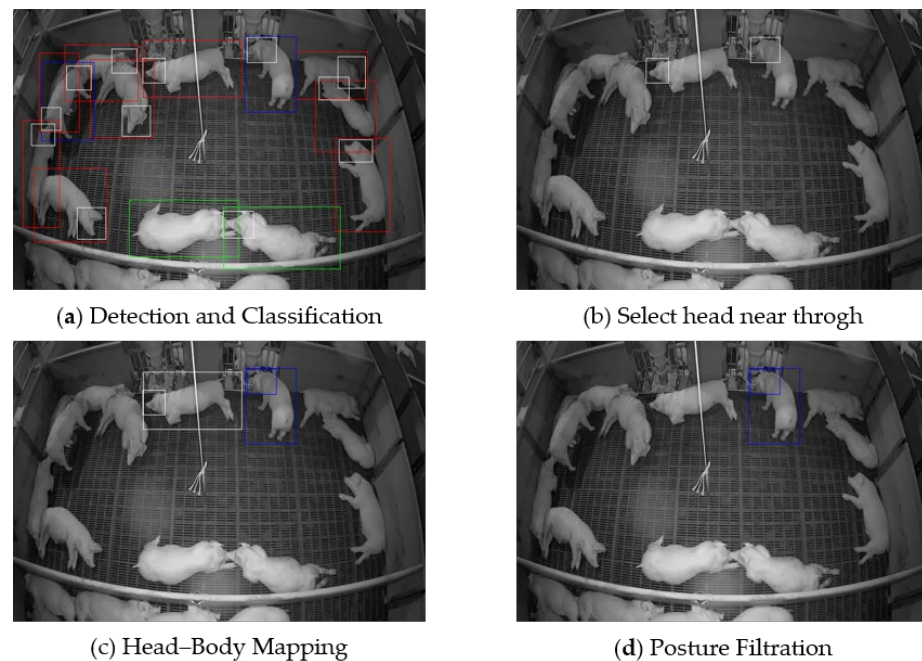 (a) Detection and Classification
(b) Select head near throgh
(c) Head–Body Mapping
(d) Posture Filtration